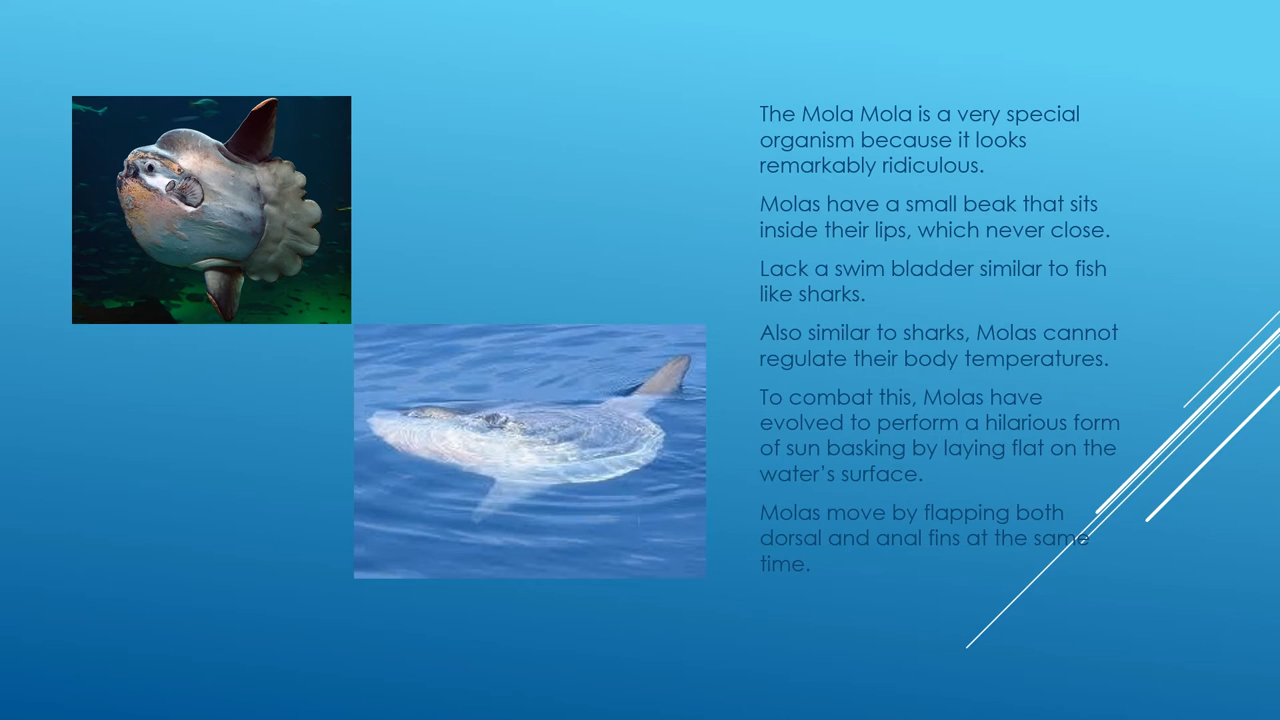 The Mola Mola is a very special
organism because it looks
remarkably ridiculous.
Molas have a small beak that sits
inside their lips, which never close.
Lack a swim bladder similar to fish
like sharks.
Also similar to sharks, Molas cannot
regulate their body temperatures.
To combat this, Molas have
evolved to perform a hilarious form
of sun basking by laying flat on the
water’s surface.
Molas move by flapping both
dorsal and anal fins at the same
time.